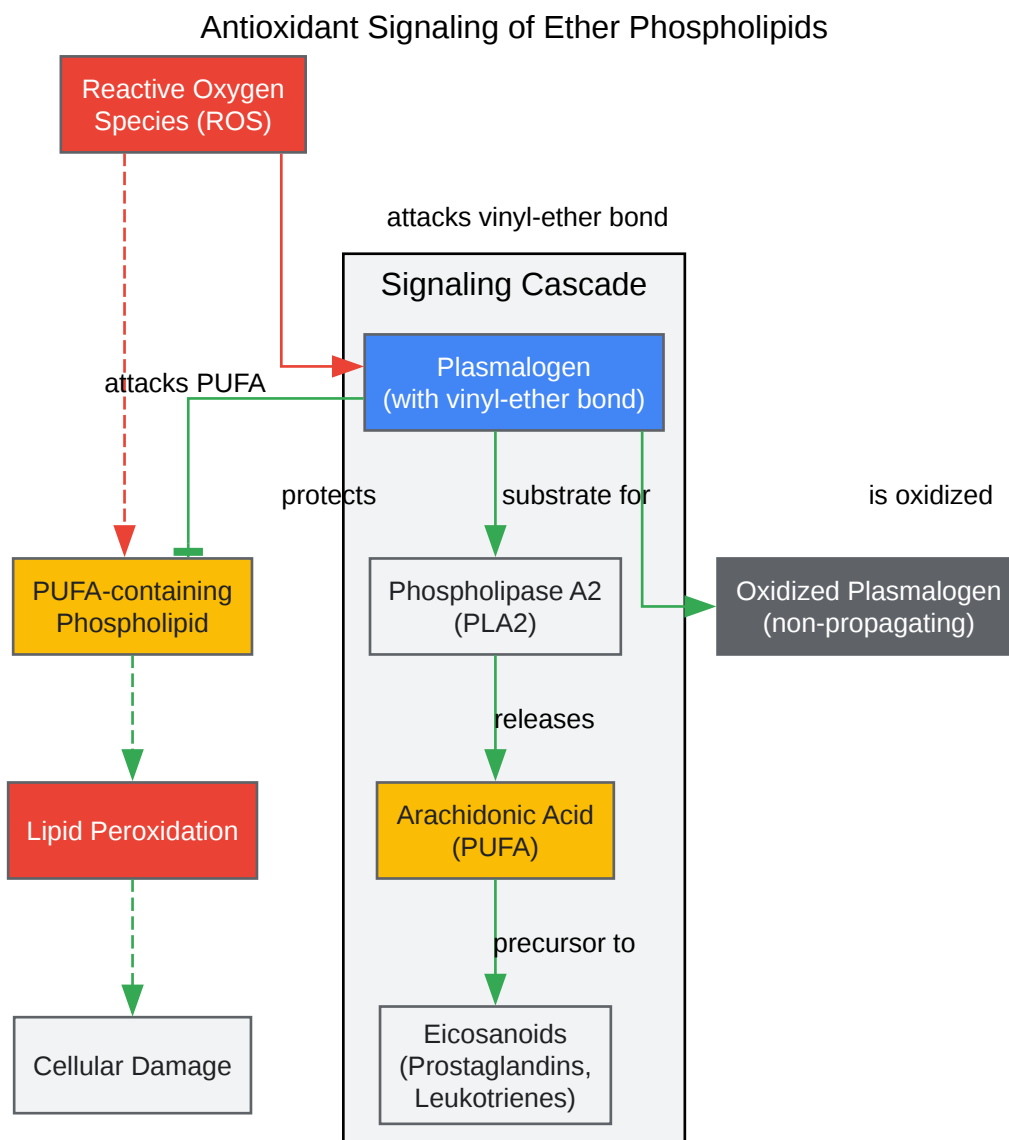 Antioxidant Signaling of Ether Phospholipids
Reactive Oxygen
Species (ROS)
attacks vinyl-ether bond
Signaling Cascade
Plasmalogen
(with vinyl-ether bond)
attacks PUFA
protects
substrate for
is oxidized
PUFA-containing
Phospholipid
Phospholipase A2
(PLA2)
Oxidized Plasmalogen
(non-propagating)
releases
Lipid Peroxidation
Arachidonic Acid
(PUFA)
precursor to
Cellular Damage
Eicosanoids
(Prostaglandins,
Leukotrienes)